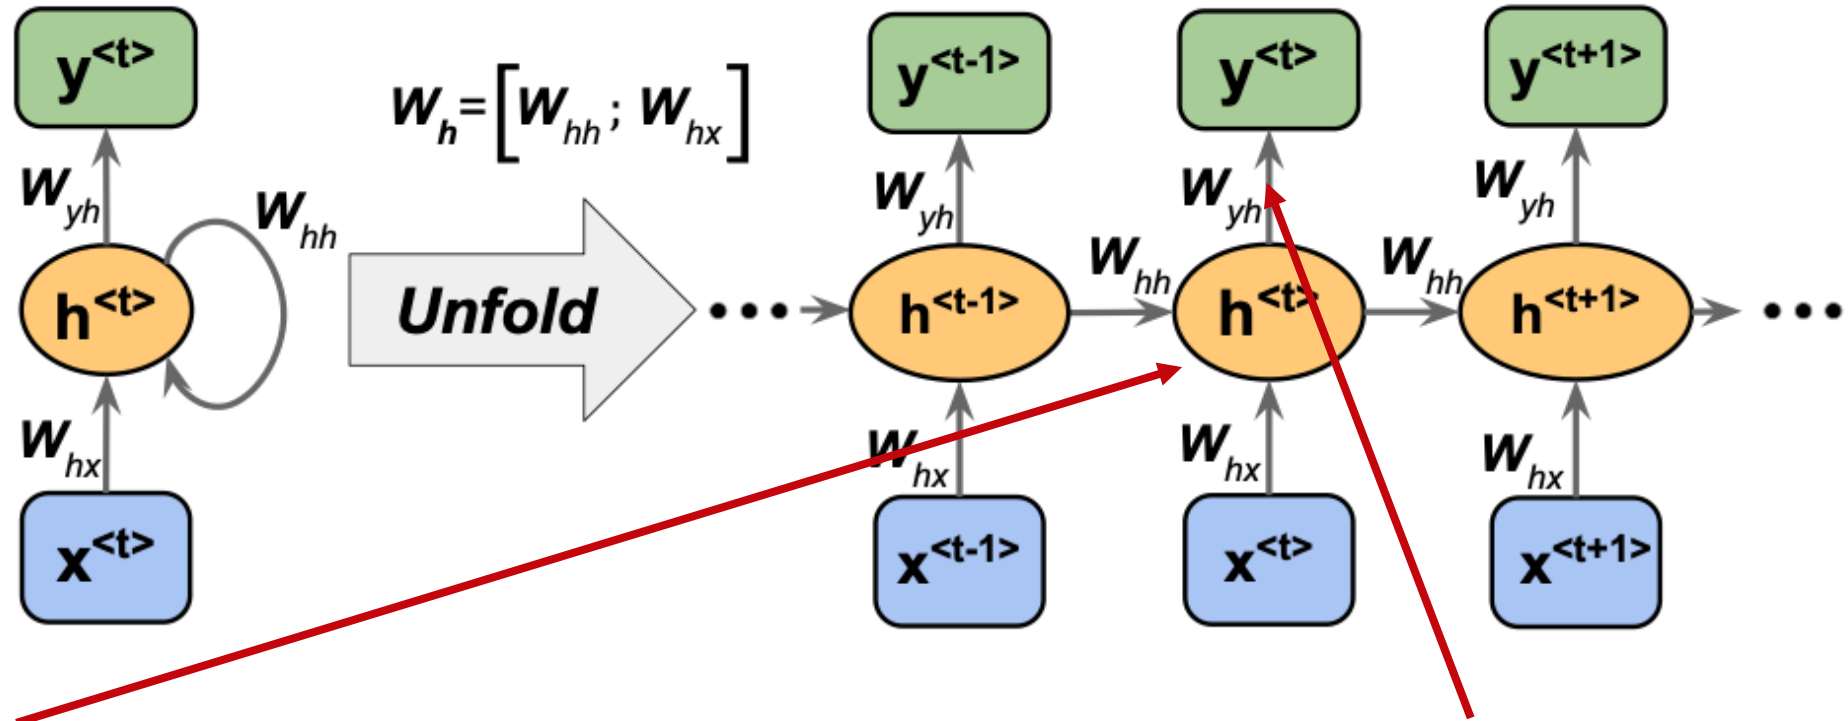 y<t>
W_h=[W_hh ; W_hx]
y<t-1>
y<t>
y<t+1>
W_yh
W_hh
W_yh
W_yh
W_yh
h<t>
Unfold
h<t-1>
W_hh
h<t>
W_hh
h<t+1>
W_hx
W_hx
W_hx
W_hx
x<t>
x<t-1>
x<t>
x<t+1>